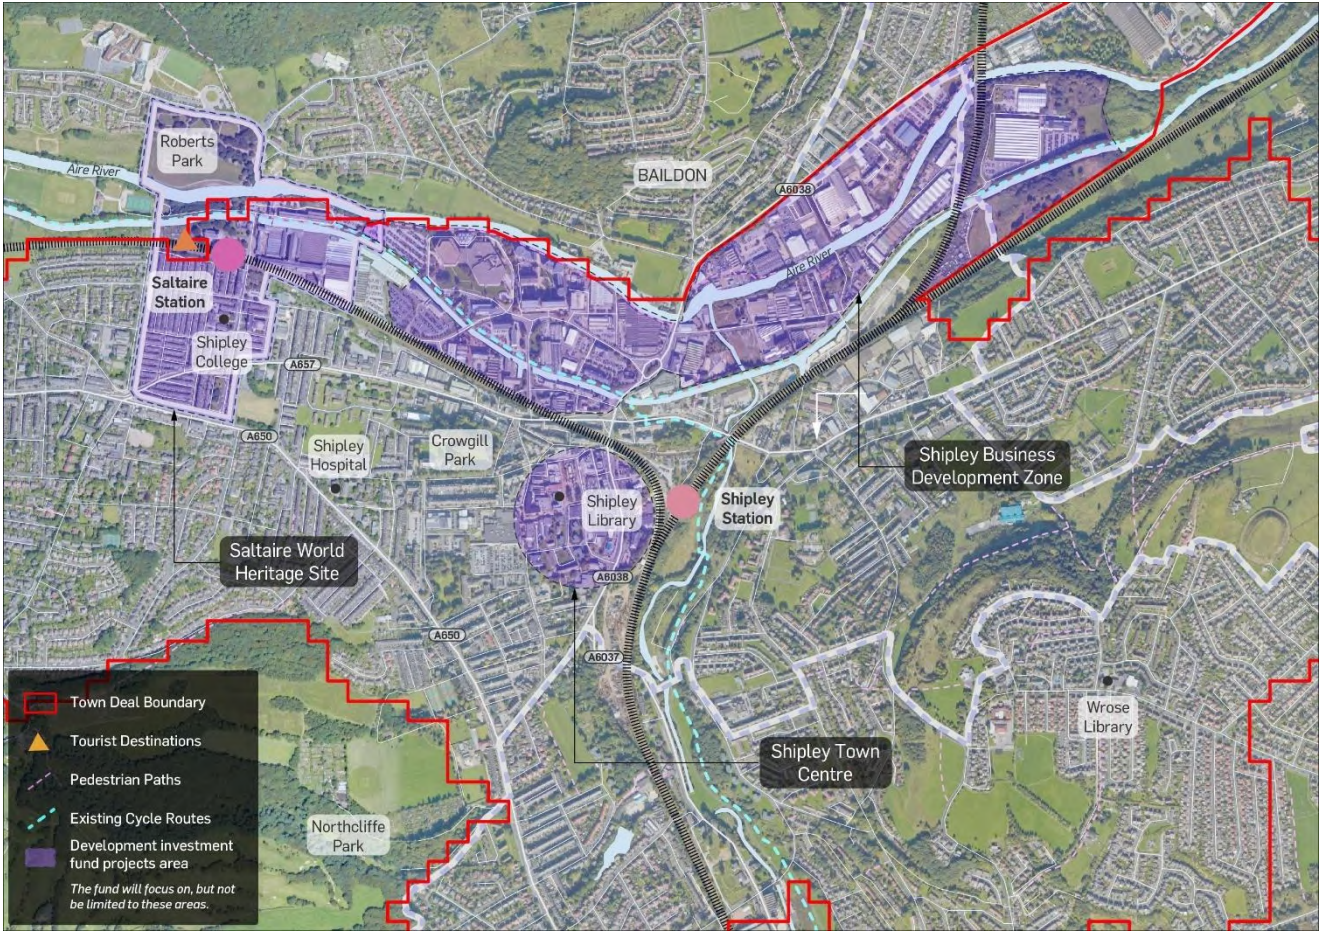 Roberts
Park
Aire River
BAILDON
A6038
Aire River
Saltaire
Station
Shipley
College
A657
A650
Shipley
Hospital
Crowgill
Park
Shipley
Library
Shipley
Station
Shipley Business
Development Zone
Saltaire World
Heritage Site
A6038
A650
A6037
Wrose
Library
Shipley Town
Centre
Northcliffe
Park
Town Deal Boundary
Tourist Destinations
Pedestrian Paths
Existing Cycle Routes
Development investment
fund projects area
The fund will focus on, but not
be limited to these areas.